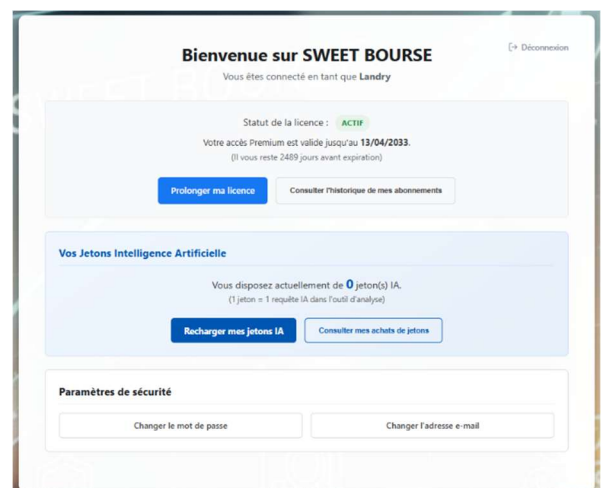 Déconnexion
Bienvenue sur SWEET BOURSE
Vous êtes connecté en tant que Landry
Statut de la licence : ACTIF
Votre accès Premium est valide jusqu'au 13/04/2033.
(Il vous reste 2489 jours avant expiration)
Prolonger ma licence
Consulter l'historique de mes abonnements
Vos Jetons Intelligence Artificielle
Vous disposez actuellement de 0 jeton(s) IA.
(1 jeton = 1 requête IA dans l'outil d'analyse)
Recharger mes jetons IA
Consulter mes achats de jetons
Paramètres de sécurité
Changer le mot de passe
Changer l'adresse e-mail